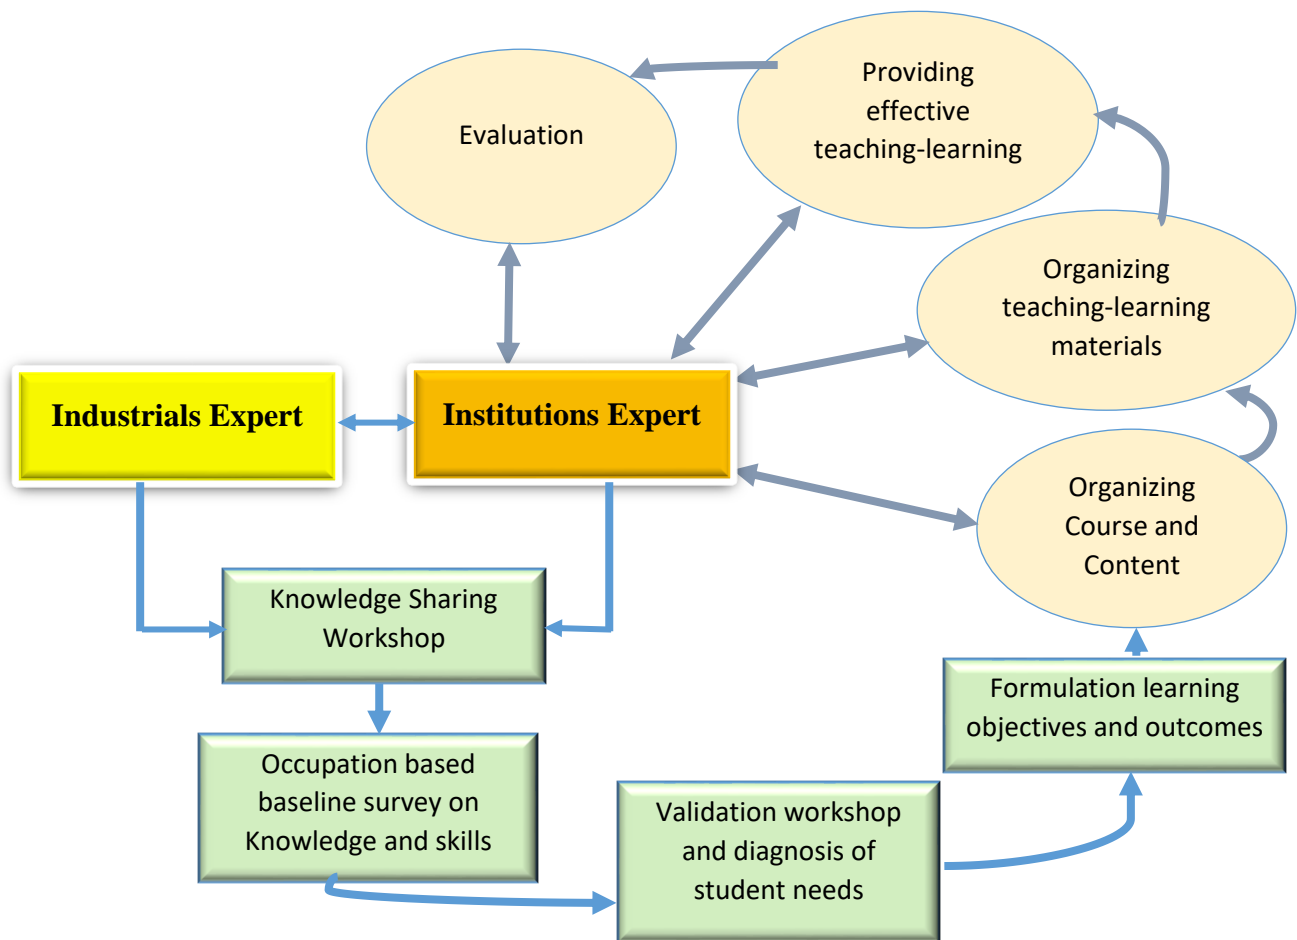 Providing
effective
teaching-learning
Evaluation
Organizing
teaching-learning
materials
Industrials Expert
Institutions Expert
Organizing
Course and
Content
Knowledge Sharing
Workshop
Formulation learning
objectives and outcomes
Occupation based
baseline survey on
Knowledge and skills
Validation workshop
and diagnosis of
student needs